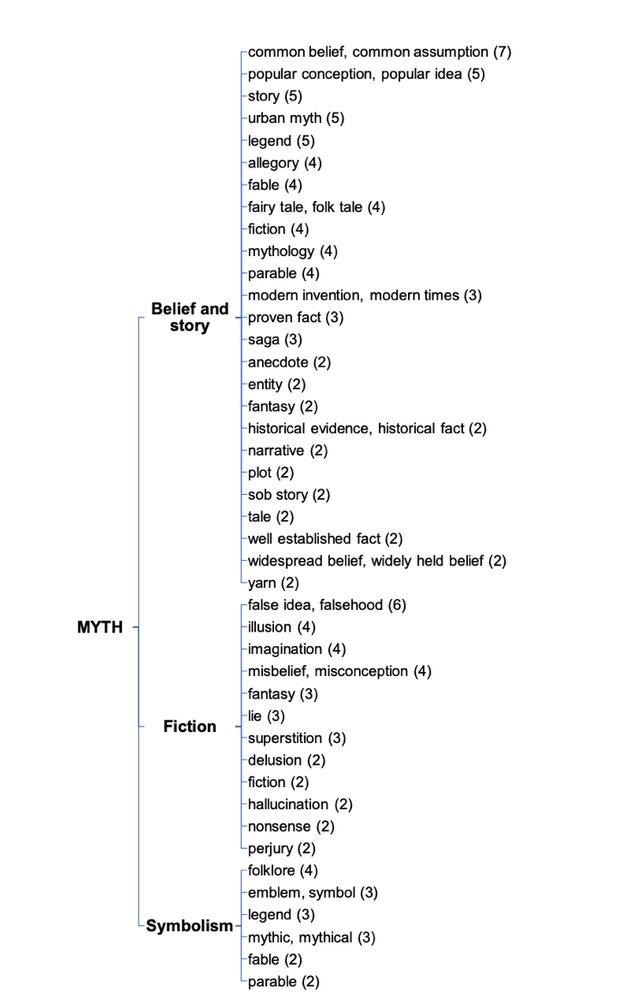 common belief, common assumption (7)
popular conception, popular idea (5)
story (5)
urban myth (5)
legend (5)
allegory (4)
fable (4)
fairy tale, folk tale (4)
fiction (4)
mythology (4)
parable (4)
modern invention, modern times (3)
Belief and
story
proven fact (3)
saga (3)
anecdote (2)
entity (2)
fantasy (2)
historical evidence, historical fact (2)
narrative (2)
plot (2)
sob story (2)
tale (2)
well established fact (2)
widespread belief, widely held belief (2)
yarn (2)
MYTH
false idea, falsehood (6)
illusion (4)
imagination (4)
misbelief, misconception (4)
fantasy (3)
lie (3)
Fiction
superstition (3)
delusion (2)
fiction (2)
hallucination (2)
nonsense (2)
perjury (2)
folklore (4)
emblem, symbol (3)
legend (3)
Symbolism
mythic, mythical (3)
fable (2)
parable (2)